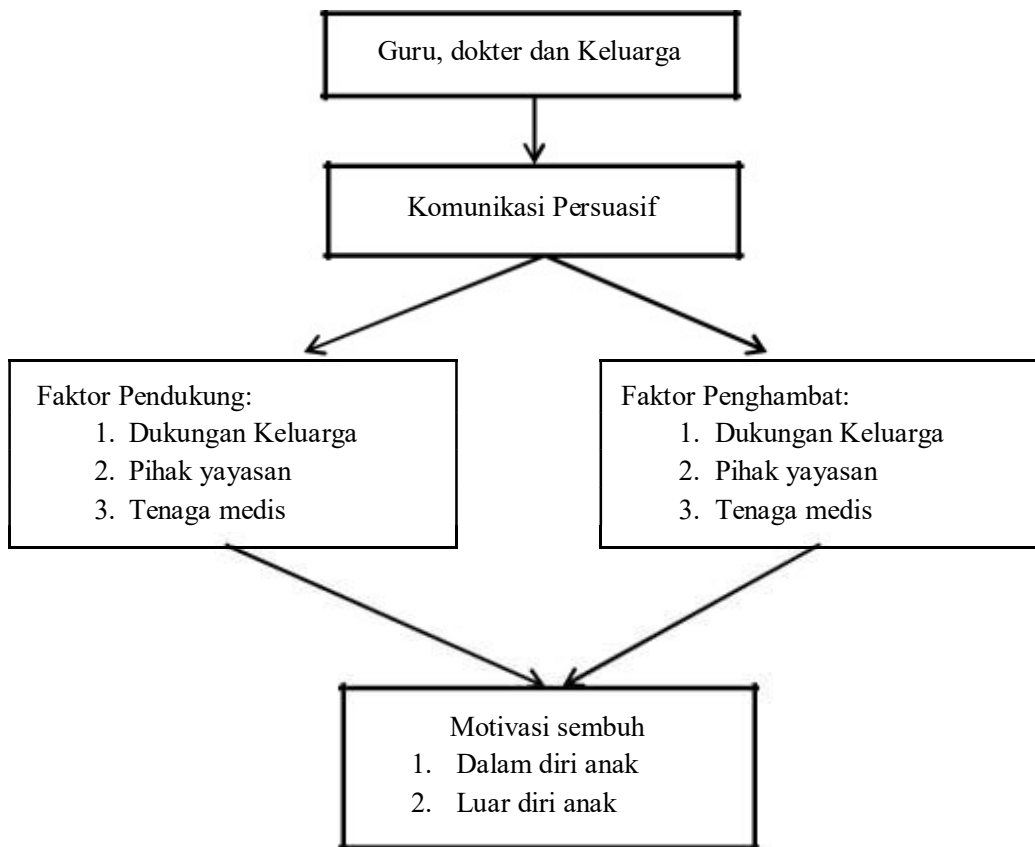 Guru, dokter dan Keluarga
Komunikasi Persuasif
Faktor Pendukung:
1. Dukungan Keluarga
2. Pihak yayasan
3. Tenaga medis
Faktor Penghambat:
1. Dukungan Keluarga
2. Pihak yayasan
3. Tenaga medis
Motivasi sembuh
1. Dalam diri anak
2. Luar diri anak